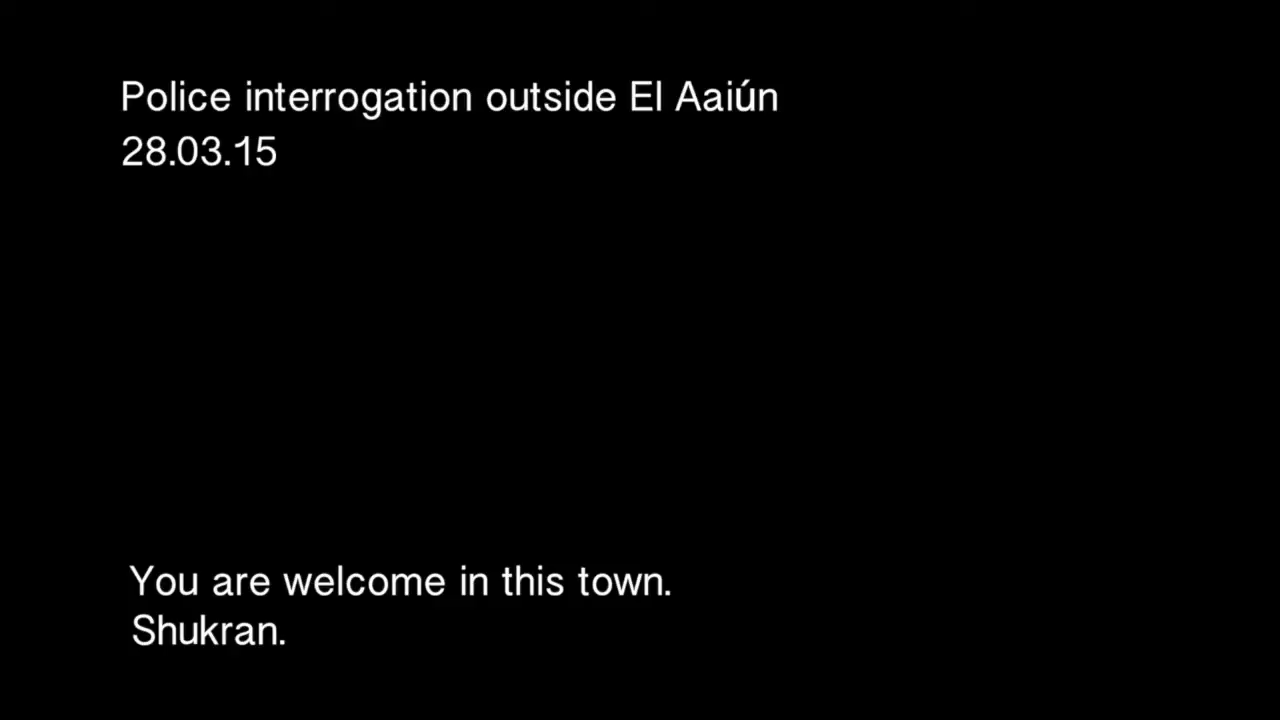 Police interrogation outside El Aaiún
28.03.15
You are welcome in this town.
Shukran.